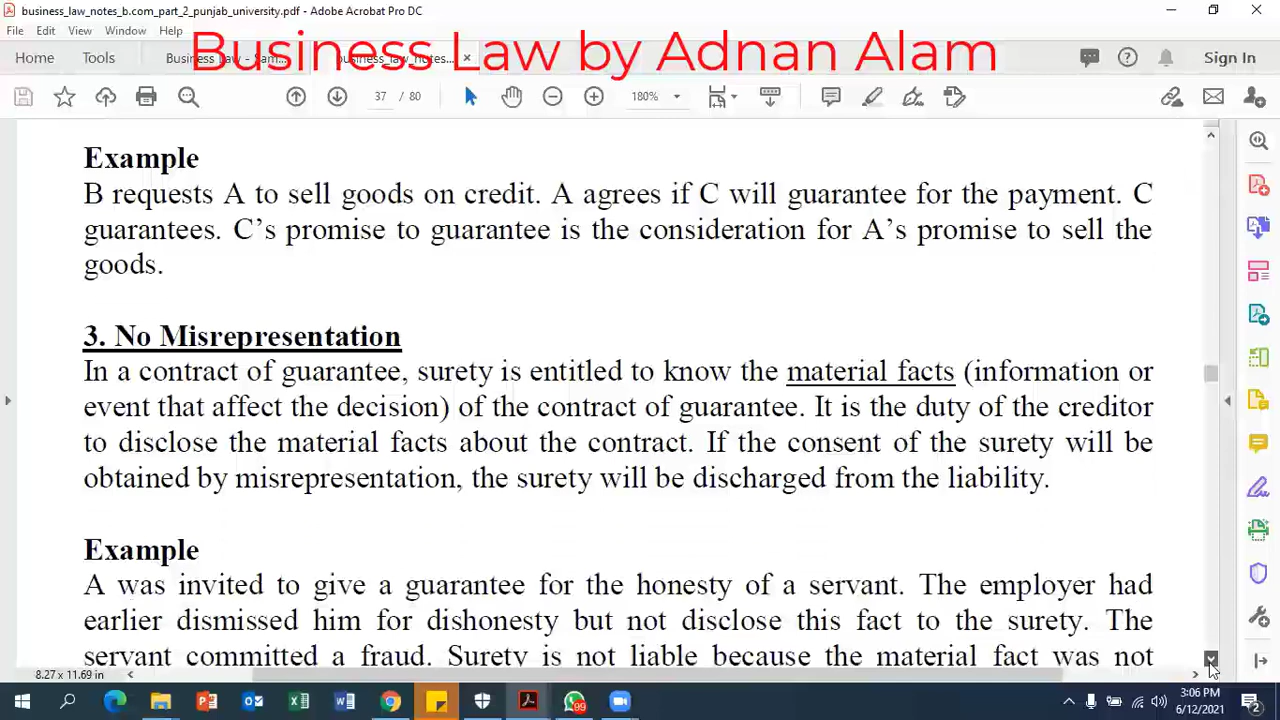 business_law_notes_b.com_part_2_punjab_university.pdf - Adobe Acrobat Pro DC
File Edit View Window Help
Business Law by Adnan Alam
Home Tools Business Law - Sam... business_law_notes... × Sign In
37 / 80 180%
Example
B requests A to sell goods on credit. A agrees if C will guarantee for the payment. C
guarantees. C’s promise to guarantee is the consideration for A’s promise to sell the
goods.
3. No Misrepresentation
In a contract of guarantee, surety is entitled to know the material facts (information or
event that affect the decision) of the contract of guarantee. It is the duty of the creditor
to disclose the material facts about the contract. If the consent of the surety will be
obtained by misrepresentation, the surety will be discharged from the liability.
Example
A was invited to give a guarantee for the honesty of a servant. The employer had
earlier dismissed him for dishonesty but not disclose this fact to the surety. The
servant committed a fraud. Surety is not liable because the material fact was not
8.27 x 11.69 in
99
3:06 PM
6/12/2021
2